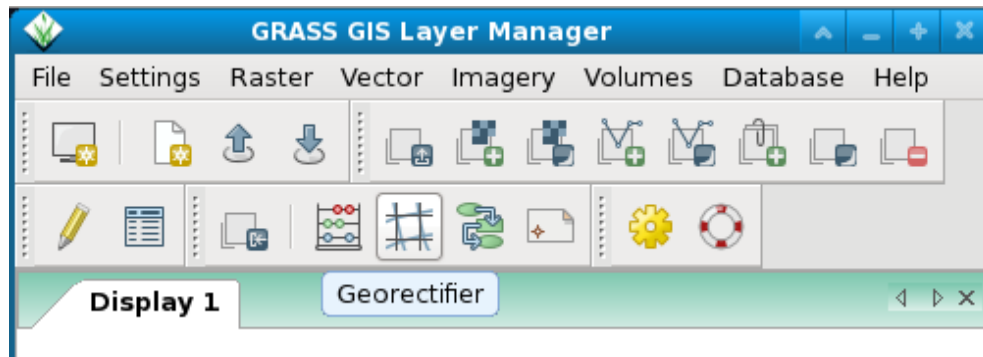 GRASS GIS Layer Manager
File Settings Raster Vector Imagery Volumes Database Help
Display 1
Georectifier